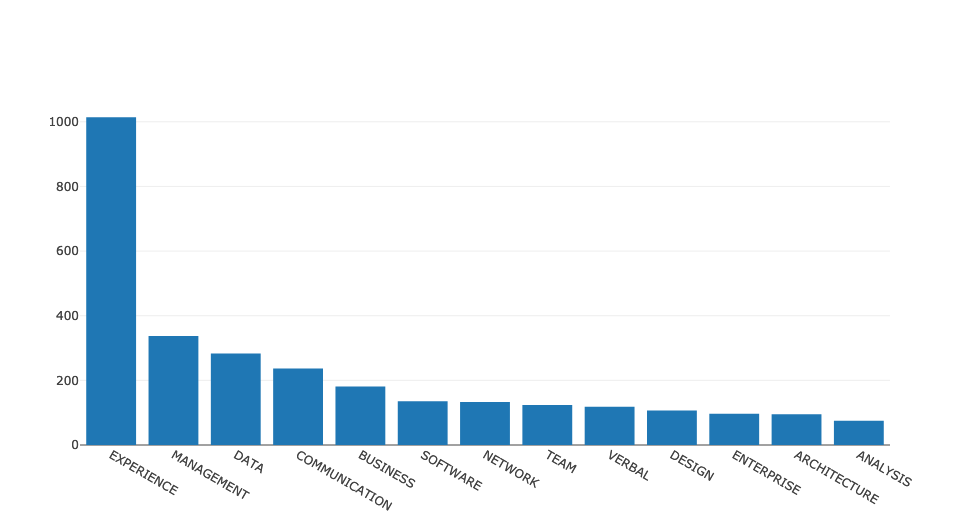 1000
800
600
400
200
0
EXPERIENCE
MANAGEMENT
DATA
COMMUNICATION
BUSINESS
SOFTWARE
NETWORK
TEAM
VERBAL
DESIGN
ENTERPRISE
ARCHITECTURE
ANALYSIS